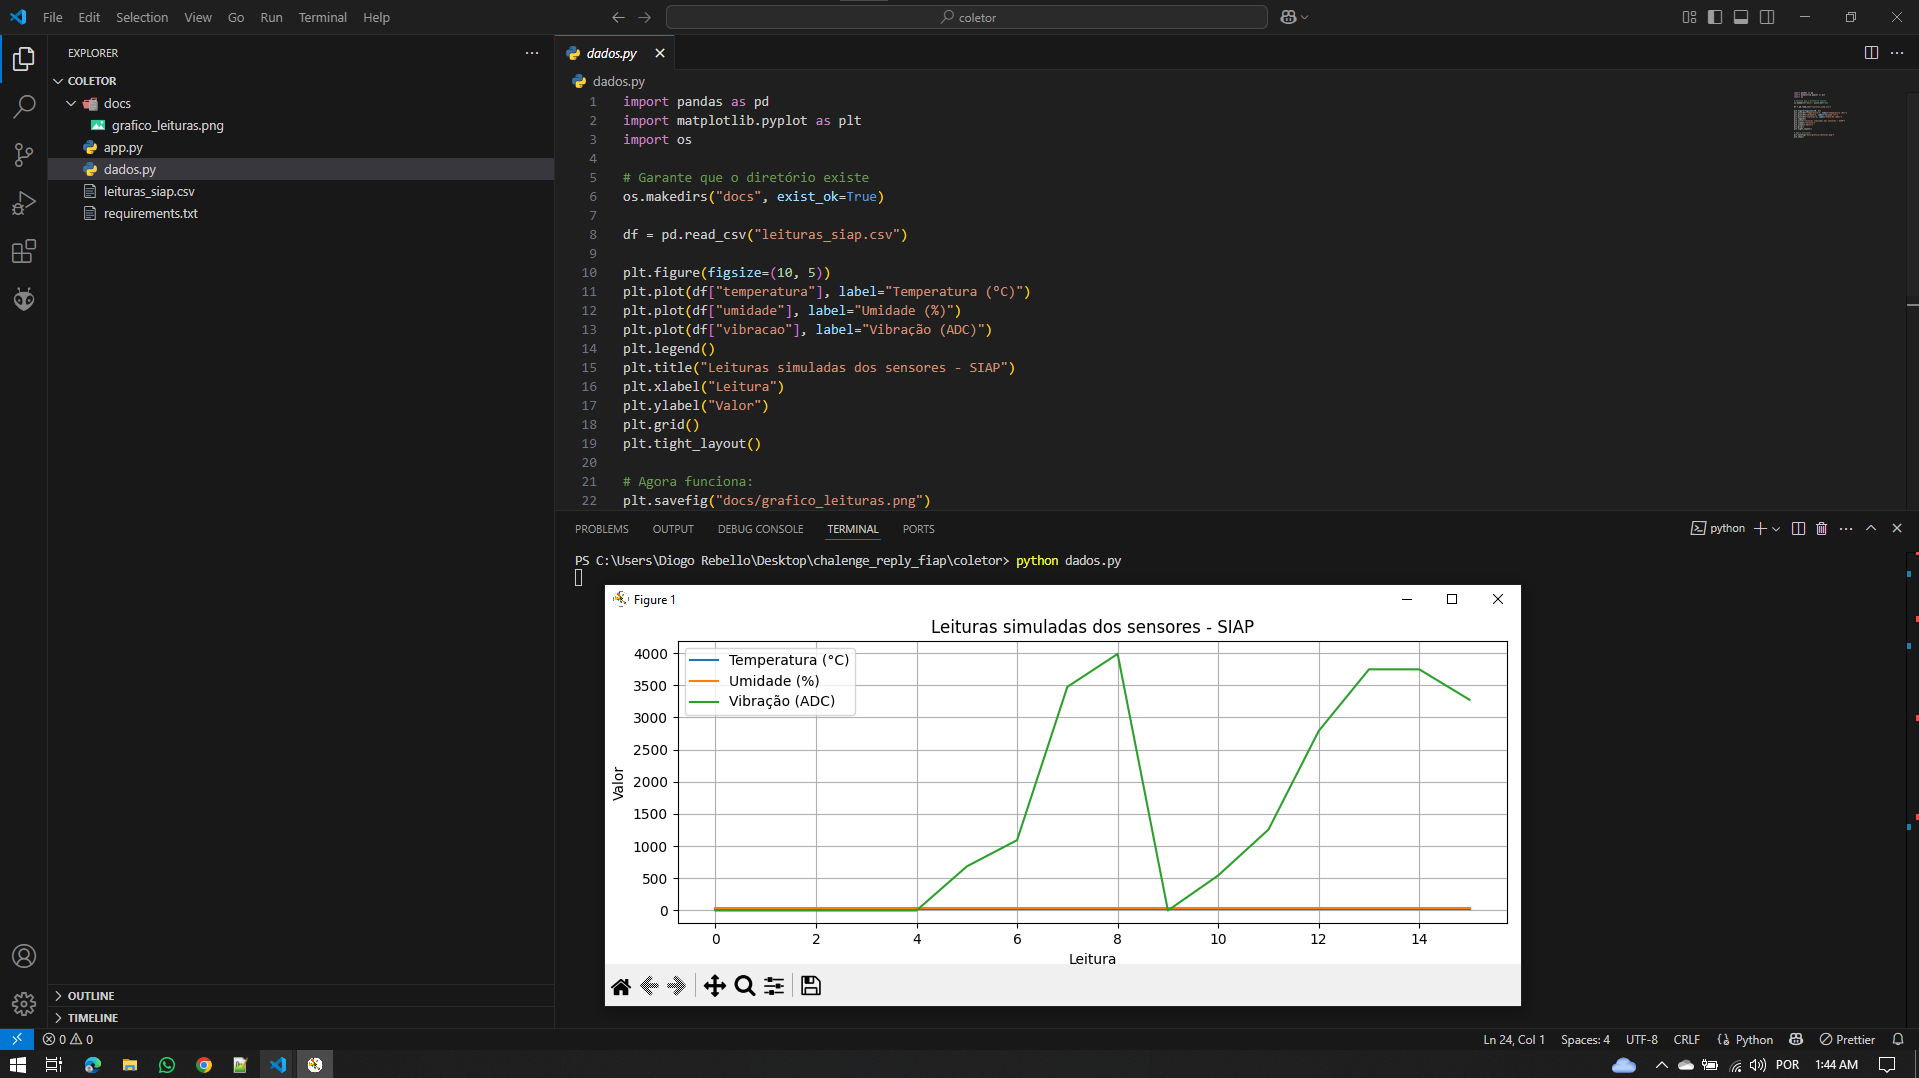 File Edit Selection View Go Run Terminal Help
coletor
EXPLORER
COLETOR
docs
grafico_leituras.png
app.py
dados.py
leituras_siap.csv
requirements.txt
OUTLINE
TIMELINE
dados.py
dados.py
1 import pandas as pd
2 import matplotlib.pyplot as plt
3 import os
4
5 # Garante que o diretório existe
6 os.makedirs("docs", exist_ok=True)
7
8 df = pd.read_csv("leituras_siap.csv")
9
10 plt.figure(figsize=(10, 5))
11 plt.plot(df["temperatura"], label="Temperatura (°C)")
12 plt.plot(df["umidade"], label="Umidade (%)")
13 plt.plot(df["vibracao"], label="Vibração (ADC)")
14 plt.legend()
15 plt.title("Leituras simuladas dos sensores - SIAP")
16 plt.xlabel("Leitura")
17 plt.ylabel("Valor")
18 plt.grid()
19 plt.tight_layout()
20
21 # Agora funciona:
22 plt.savefig("docs/grafico_leituras.png")
PROBLEMS OUTPUT DEBUG CONSOLE TERMINAL PORTS
python
PS C:\Users\Diogo Rebello\Desktop\chalenge_reply_fiap\coletor> python dados.py
Figure 1
Leituras simuladas dos sensores - SIAP
Temperatura (°C)
Umidade (%)
Vibração (ADC)
4000
3500
3000
2500
2000
1500
1000
500
0
Valor
0 2 4 6 8 10 12 14
Leitura
0 0
Ln 24, Col 1 Spaces: 4 UTF-8 CRLF Python Prettier
POR 1:44 AM